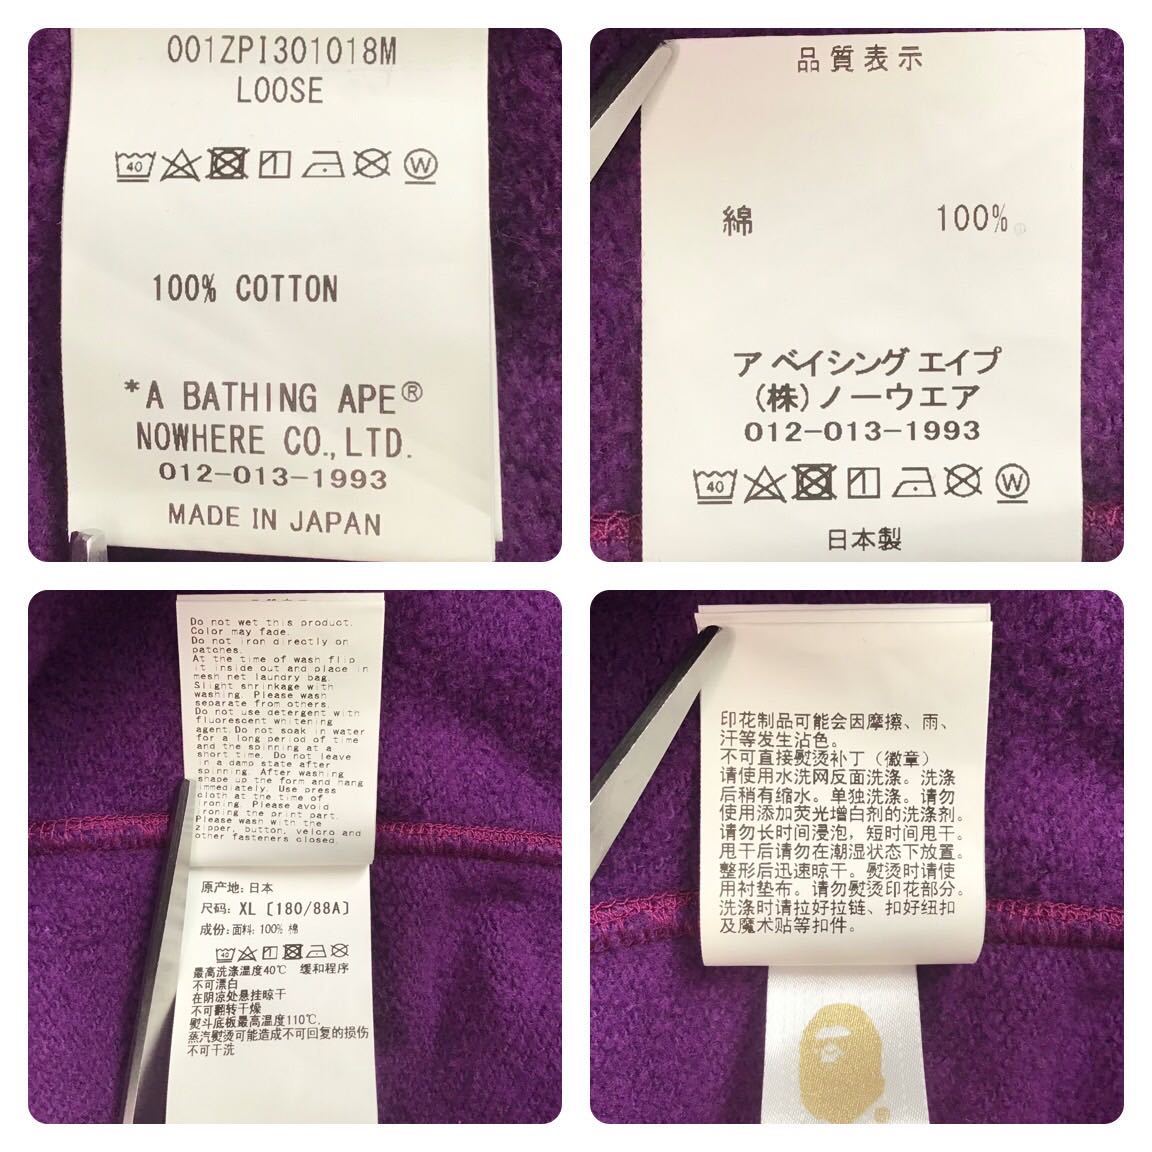 001ZPI301018M
LOOSE
40
W
100% COTTON
*A BATHING APE®
NOWHERE CO.,LTD.
012-013-1993
MADE IN JAPAN
品質表示
綿 100%
ア ベイシング エイプ
(株)ノーウエア
012-013-1993
40
W
日本製
Do not wet this product.
Color may fade.
Do not iron directly on
patches.
At the time of wash flip
it inside out and place in
mesh net laundry bag.
Slight shrinkage with
washing. Please wash
separate from others.
Do not use detergent with
fluorescent whitening
agent.Do not soak in water
for a long period of time
and the spinning at a
short time. Do not leave
in a damp state after
spinning. After washing
shape up the form and hang
immediately. Use press
cloth at the time of
ironing. Please avoid
ironing the print part.
Please wash with the
zipper, button, velcro and
other fasteners closed.
原产地: 日本
尺码: XL [180/88A]
成份: 面料: 100% 棉
40
最高洗涤温度40℃ 缓和程序
不可漂白
在阴凉处悬挂晾干
不可翻转干燥
熨斗底板最高温度110℃,
蒸汽熨烫可能造成不可回复的损伤
不可干洗
印花制品可能会因摩擦、雨、
汗等发生沾色。
不可直接熨烫补丁（徽章）
请使用水洗网反面洗涤。洗涤
后稍有缩水。单独洗涤。请勿
使用添加荧光增白剂的洗涤剂。
请勿长时间浸泡，短时间甩干。
甩干后请勿在潮湿状态下放置。
整形后迅速晾干。熨烫时请使
用衬垫布。请勿熨烫印花部分。
洗涤时请拉好拉链、扣好纽扣
及魔术贴等扣件。
®